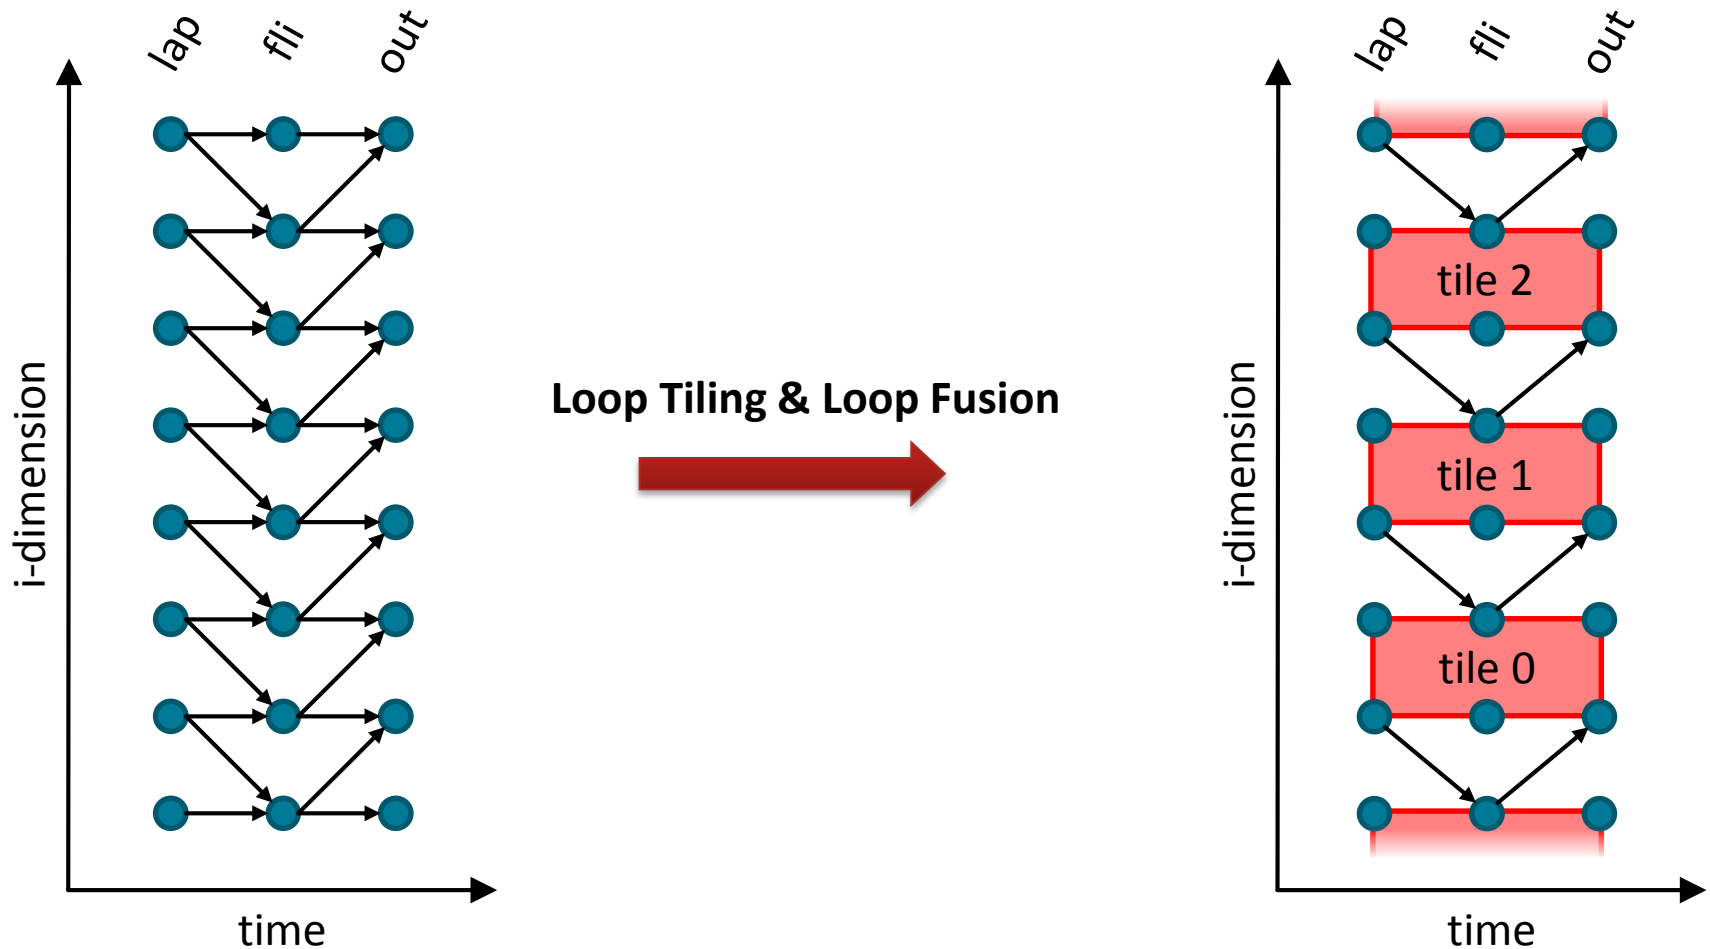 lap
fli
out
i-dimension
time
Loop Tiling & Loop Fusion
lap
fli
out
i-dimension
tile 2
tile 1
tile 0
time